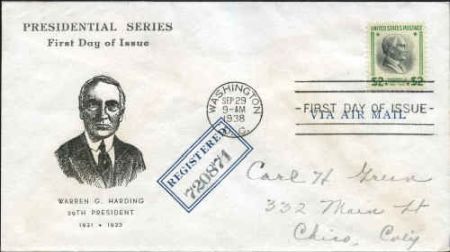 PRESIDENTIAL SERIES
First Day of Issue
UNITED STATES POSTAGE
$2 $2
WASHINGTON
SEP 29
9-AM
1938
-FIRST DAY OF ISSUE-
VIA AIR MAIL
REGISTERED
720871
WARREN G. HARDING
29TH PRESIDENT
1921 • 1923
Carl H Green
332 Main St
Chico,